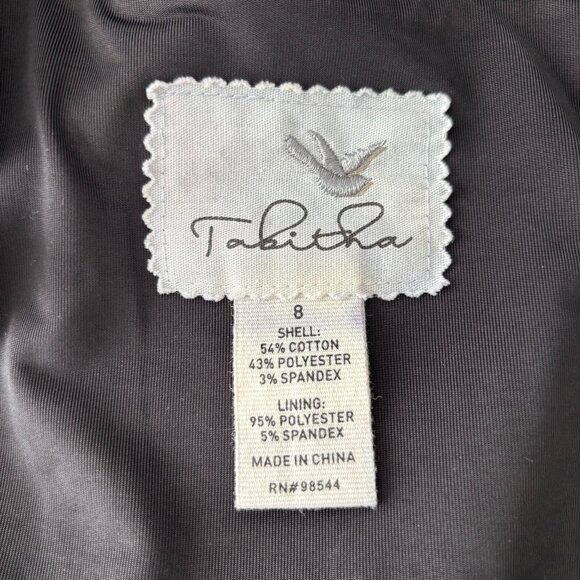 Tabitha
8
SHELL:
54% COTTON
43% POLYESTER
3% SPANDEX
LINING:
95% POLYESTER
5% SPANDEX
MADE IN CHINA
RN#98544